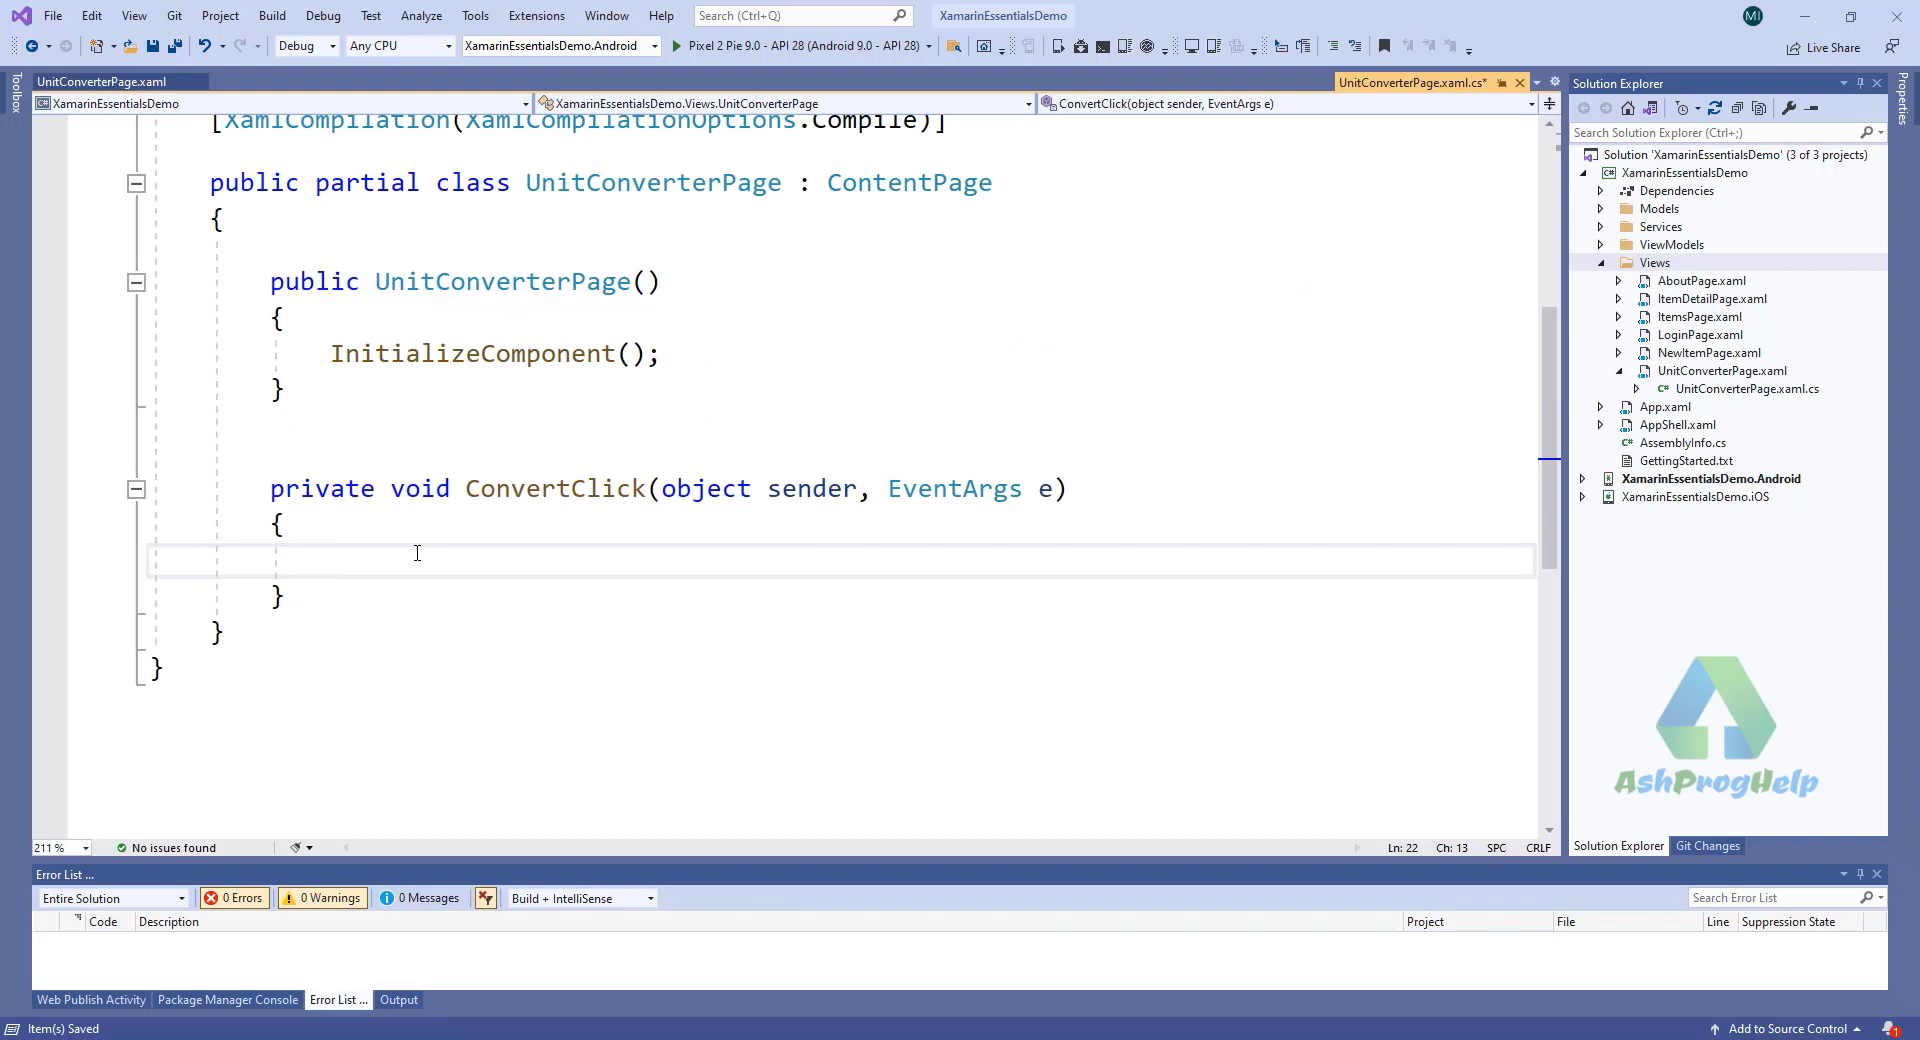 File Edit View Git Project Build Debug Test Analyze Tools Extensions Window Help Search (Ctrl+Q) XamarinEssentialsDemo MI
Debug Any CPU XamarinEssentialsDemo.Android Pixel 2 Pie 9.0 - API 28 (Android 9.0 - API 28) Live Share
Toolbox
UnitConverterPage.xaml UnitConverterPage.xaml.cs*
XamarinEssentialsDemo XamarinEssentialsDemo.Views.UnitConverterPage ConvertClick(object sender, EventArgs e)
[XamlCompilation(XamlCompilationOptions.Compile)]
public partial class UnitConverterPage : ContentPage
{
public UnitConverterPage()
{
InitializeComponent();
}
private void ConvertClick(object sender, EventArgs e)
{
}
}
}
211 % No issues found Ln: 22 Ch: 13 SPC CRLF
Solution Explorer
Search Solution Explorer (Ctrl+;)
Solution 'XamarinEssentialsDemo' (3 of 3 projects)
XamarinEssentialsDemo
Dependencies
Models
Services
ViewModels
Views
AboutPage.xaml
ItemDetailPage.xaml
ItemsPage.xaml
LoginPage.xaml
NewItemPage.xaml
UnitConverterPage.xaml
UnitConverterPage.xaml.cs
App.xaml
AppShell.xaml
AssemblyInfo.cs
GettingStarted.txt
XamarinEssentialsDemo.Android
XamarinEssentialsDemo.iOS
AshProgHelp
Solution Explorer Git Changes
Properties
Error List ...
Entire Solution 0 Errors 0 Warnings 0 Messages Build + IntelliSense Search Error List
Code Description Project File Line Suppression State
Web Publish Activity Package Manager Console Error List ... Output
Item(s) Saved Add to Source Control 1